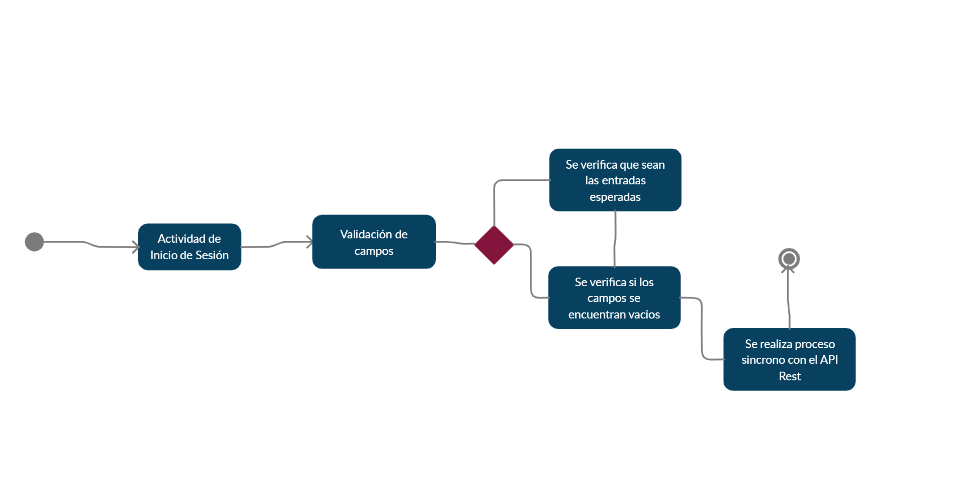 Actividad de
Inicio de Sesión
Validación de
campos
Se verifica que sean
las entradas
esperadas
Se verifica si los
campos se
encuentran vacios
Se realiza proceso
sincrono con el API
Rest